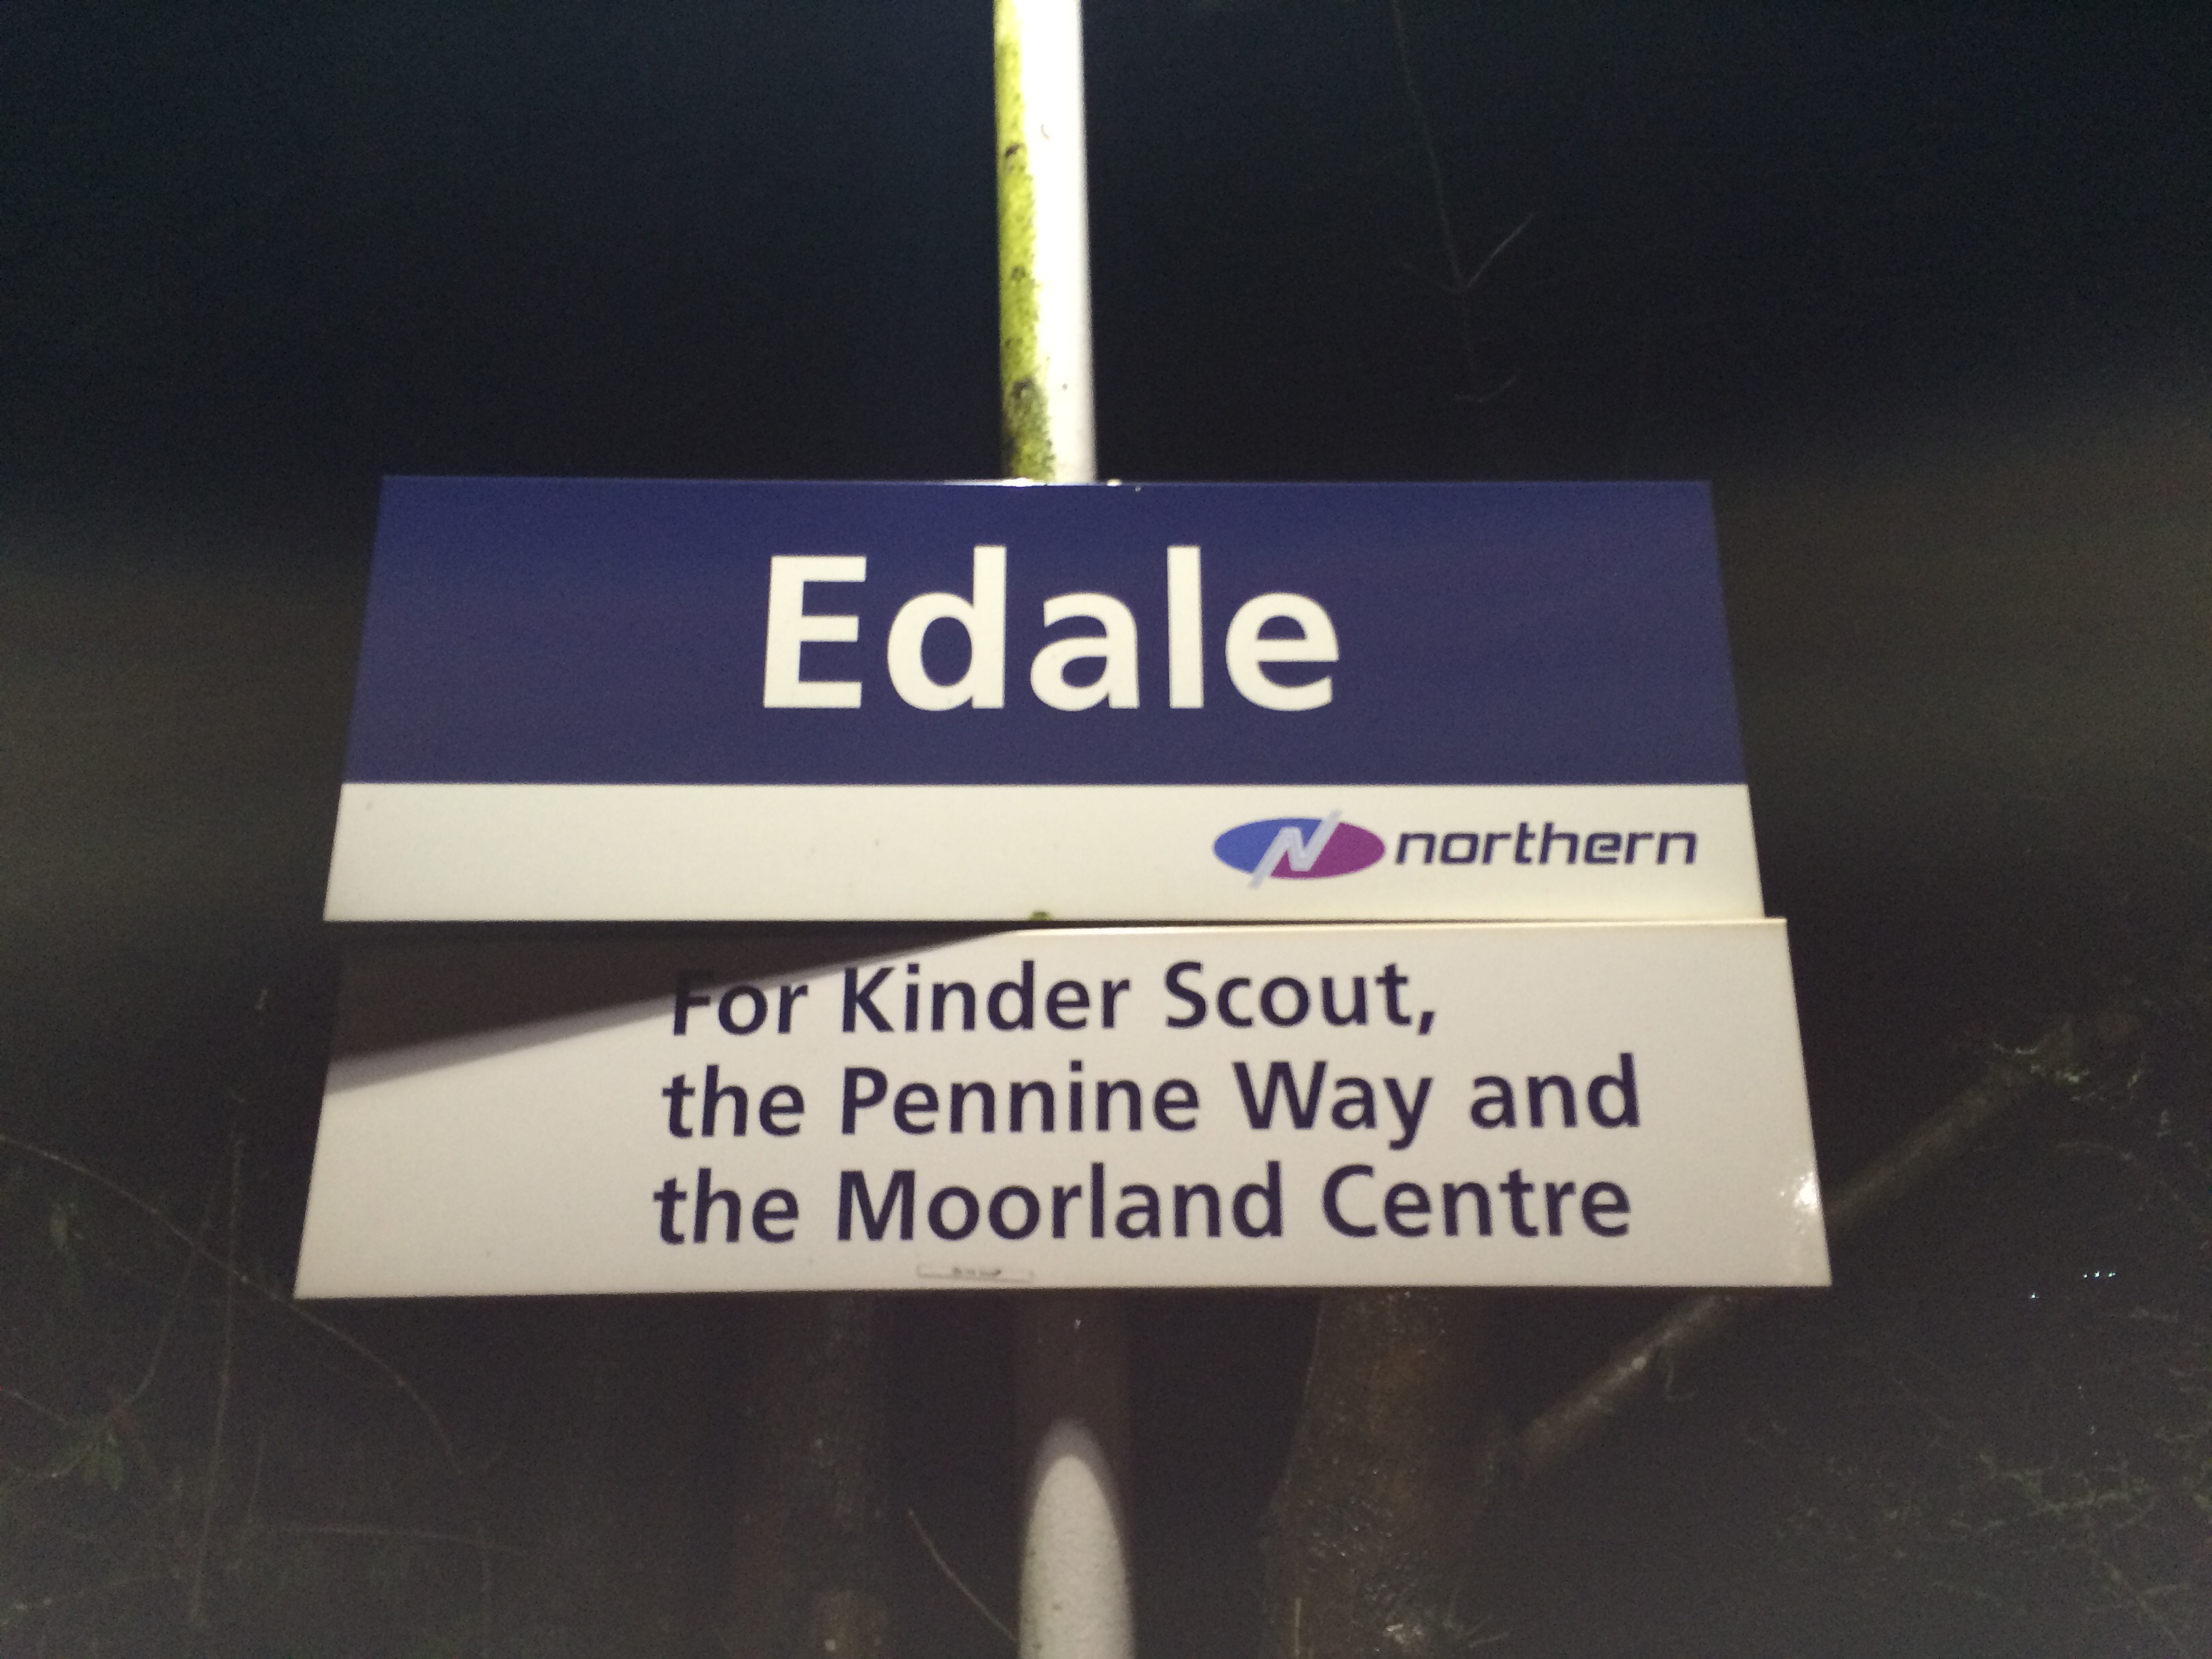 Edale
northern
For Kinder Scout,
the Pennine Way and
the Moorland Centre